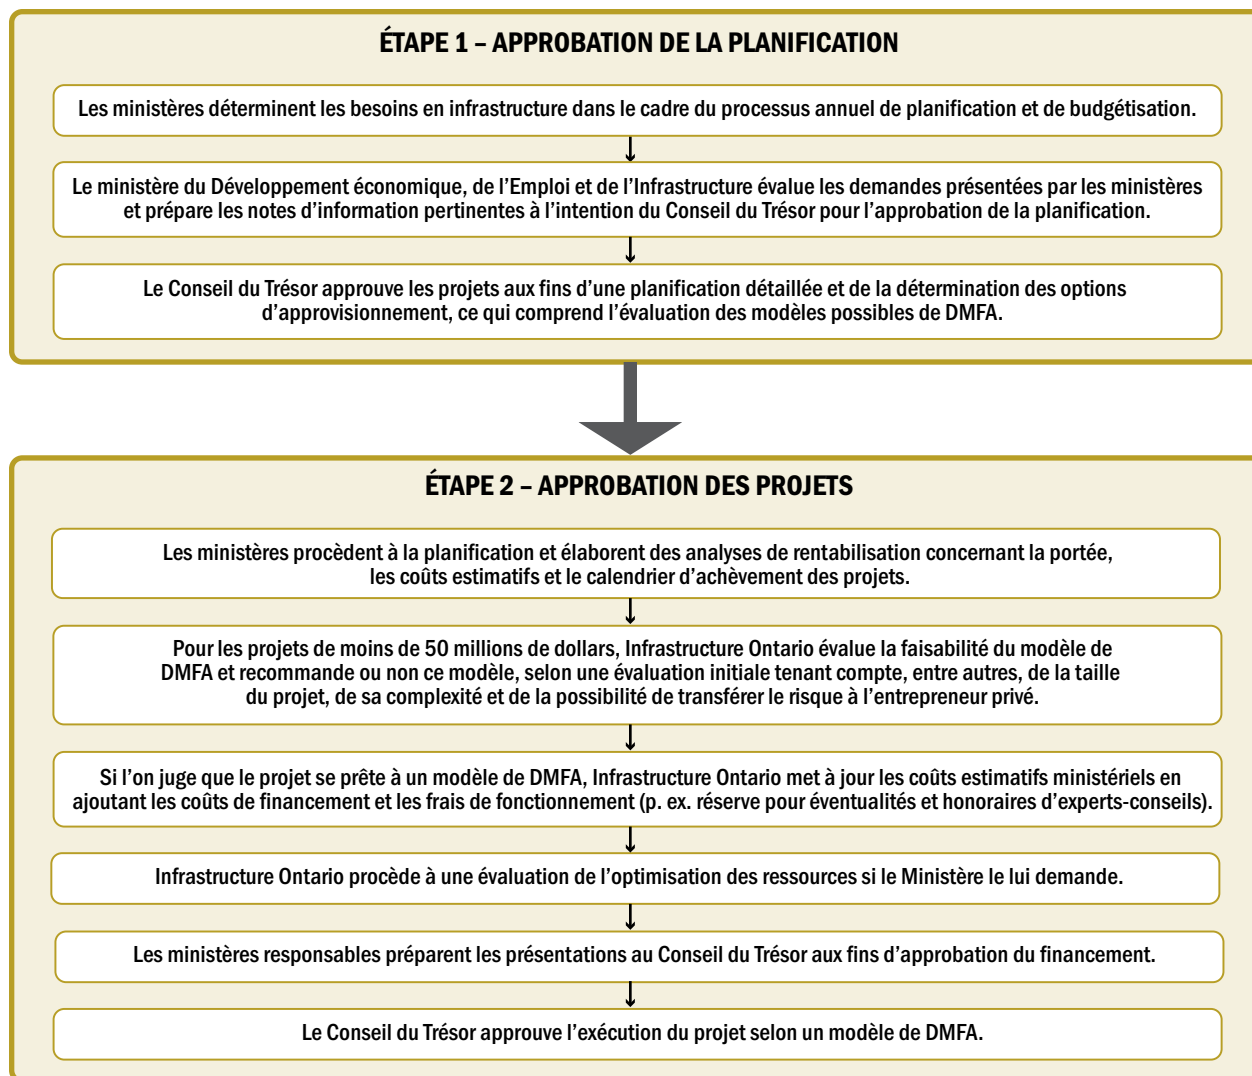 ÉTAPE 1 – APPROBATION DE LA PLANIFICATION
Les ministères déterminent les besoins en infrastructure dans le cadre du processus annuel de planification et de budgétisation.
Le ministère du Développement économique, de l’Emploi et de l’Infrastructure évalue les demandes présentées par les ministères
et prépare les notes d’information pertinentes à l’intention du Conseil du Trésor pour l’approbation de la planification.
Le Conseil du Trésor approuve les projets aux fins d’une planification détaillée et de la détermination des options
d’approvisionnement, ce qui comprend l’évaluation des modèles possibles de DMFA.
ÉTAPE 2 – APPROBATION DES PROJETS
Les ministères procèdent à la planification et élaborent des analyses de rentabilisation concernant la portée,
les coûts estimatifs et le calendrier d’achèvement des projets.
Pour les projets de moins de 50 millions de dollars, Infrastructure Ontario évalue la faisabilité du modèle de
DMFA et recommande ou non ce modèle, selon une évaluation initiale tenant compte, entre autres, de la taille
du projet, de sa complexité et de la possibilité de transférer le risque à l’entrepreneur privé.
Si l’on juge que le projet se prête à un modèle de DMFA, Infrastructure Ontario met à jour les coûts estimatifs ministériels en
ajoutant les coûts de financement et les frais de fonctionnement (p. ex. réserve pour éventualités et honoraires d’experts-conseils).
Infrastructure Ontario procède à une évaluation de l’optimisation des ressources si le Ministère le lui demande.
Les ministères responsables préparent les présentations au Conseil du Trésor aux fins d’approbation du financement.
Le Conseil du Trésor approuve l’exécution du projet selon un modèle de DMFA.